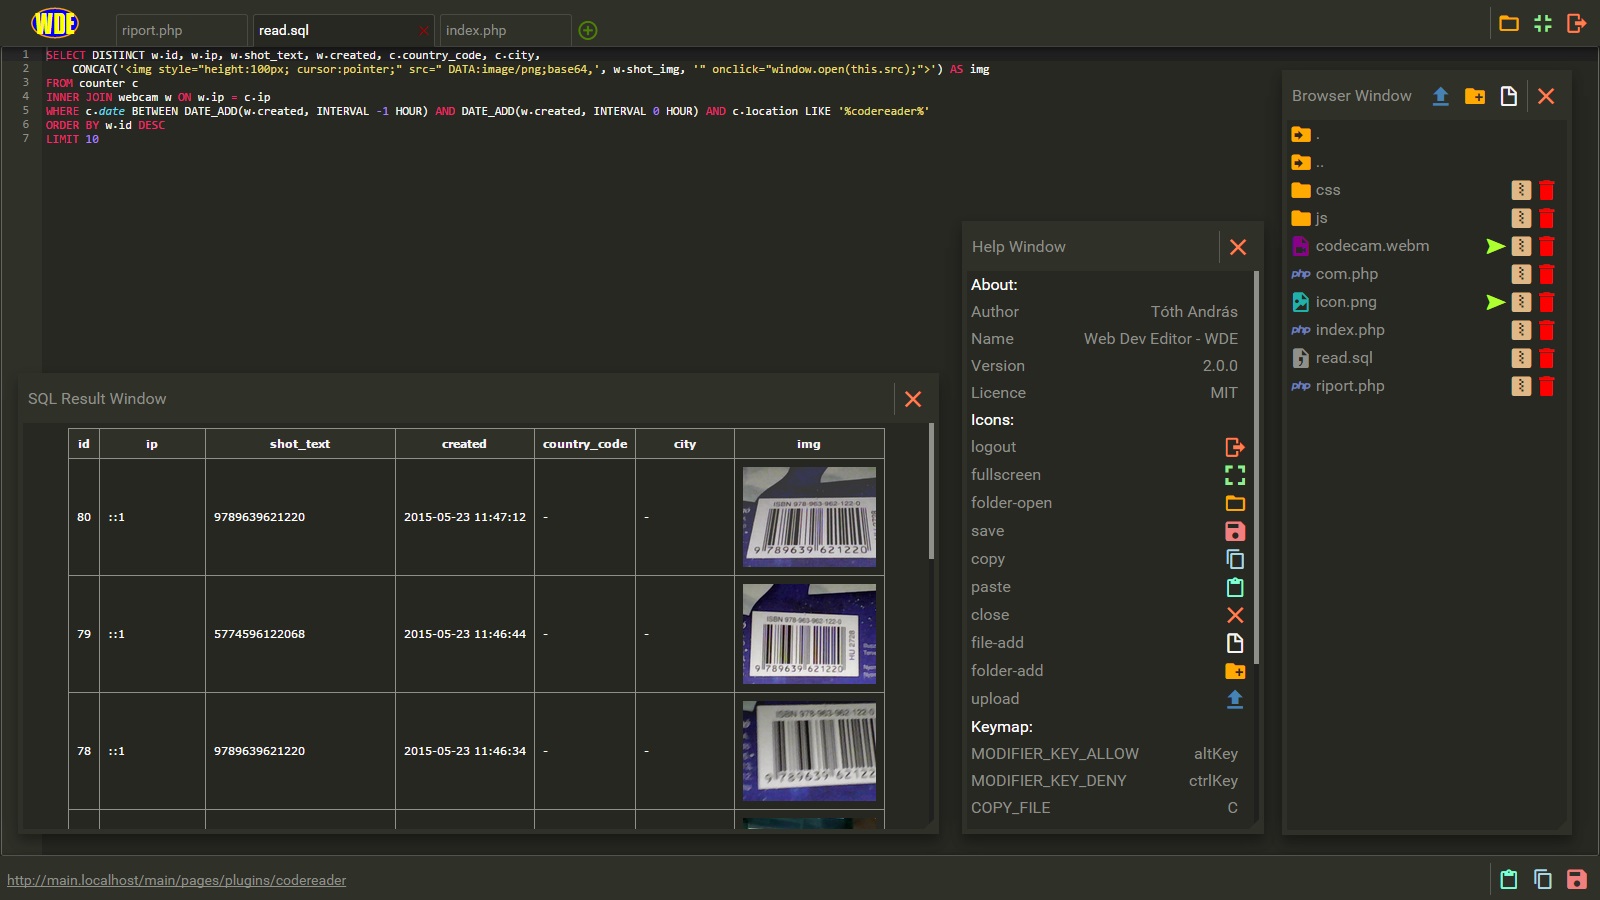 WDE
riport.php
read.sql
index.php
1 SELECT DISTINCT w.id, w.ip, w.shot_text, w.created, c.country_code, c.city,
2 CONCAT('<img style="height:100px; cursor:pointer;" src=" DATA:image/png;base64,', w.shot_img, '" onclick="window.open(this.src);">') AS img
3 FROM counter c
4 INNER JOIN webcam w ON w.ip = c.ip
5 WHERE c.date BETWEEN DATE_ADD(w.created, INTERVAL -1 HOUR) AND DATE_ADD(w.created, INTERVAL 0 HOUR) AND c.location LIKE '%codereader%'
6 ORDER BY w.id DESC
7 LIMIT 10
SQL Result Window
id ip shot_text created country_code city img
80 ::1 9789639621220 2015-05-23 11:47:12 - -
ISBN 978-963-962-122-0
9 789639 621220
79 ::1 5774596122068 2015-05-23 11:46:44 - -
ISBN 978-963-962-122-0
9 789639 621220
HU 2728
78 ::1 9789639621220 2015-05-23 11:46:34 - -
ISBN 978-963-962-122-0
9 789639 62122
Help Window
About:
Author Tóth András
Name Web Dev Editor - WDE
Version 2.0.0
Licence MIT
Icons:
logout
fullscreen
folder-open
save
copy
paste
close
file-add
folder-add
upload
Keymap:
MODIFIER_KEY_ALLOW altKey
MODIFIER_KEY_DENY ctrlKey
COPY_FILE C
Browser Window
.
..
css
js
codecam.webm
php com.php
icon.png
php index.php
read.sql
php riport.php
http://main.localhost/main/pages/plugins/codereader